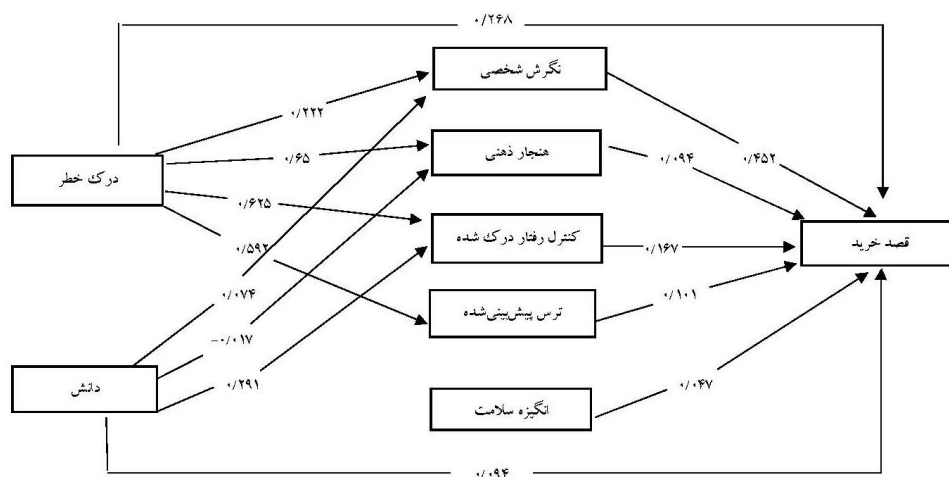 ۰/۲۶۸
نگرش شخصی
۰/۲۲۲
هنجار ذهنی
۰/۶۵
۰/۰۹۴
۰/۴۵۲
درک خطر
۰/۶۲۵
کنترل رفتار درک شده
قصد خرید
۰/۵۹۲
۰/۱۶۷
۰/۰۷۴
ترس پیش‌بینی‌شده
۰/۱۰۱
-۰/۰۱۷
دانش
۰/۲۹۱
انگیزه سلامت
۰/۰۴۷
۰/۰۹۴